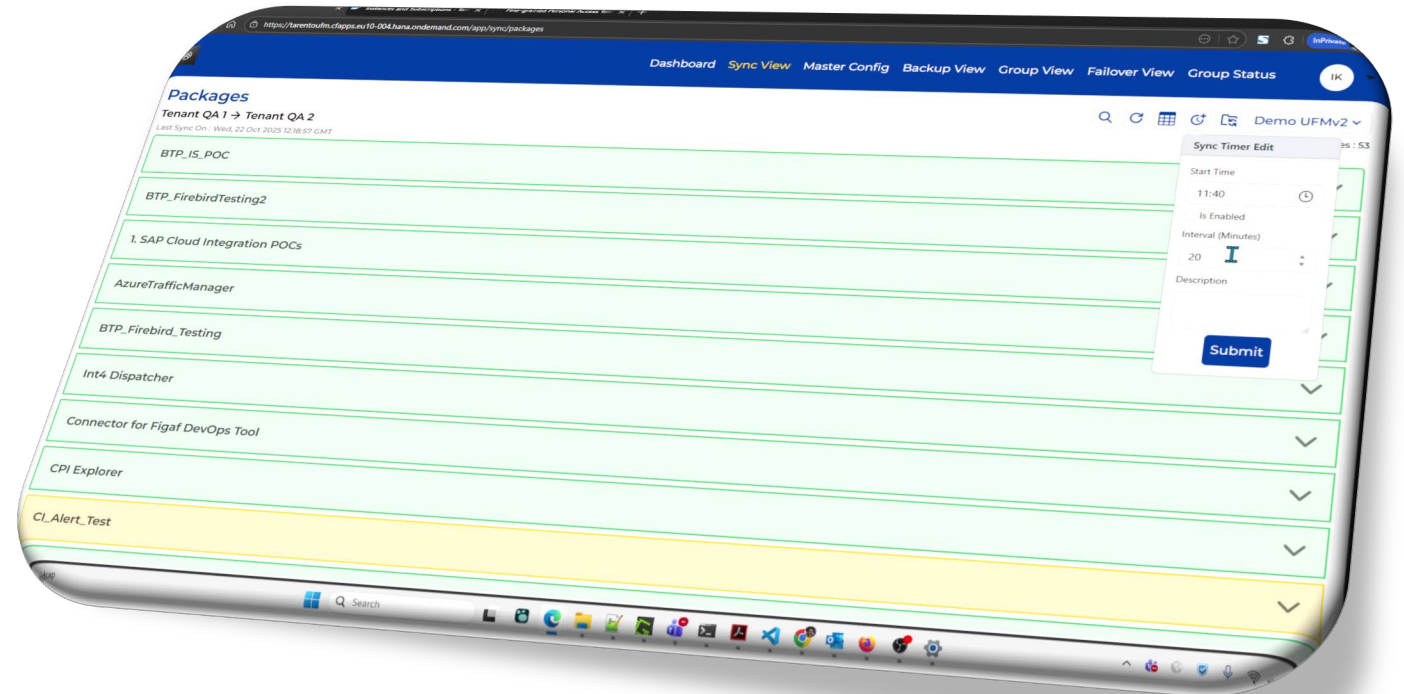 https://tarentoufm.cfapps.eu10-004.hana.ondemand.com/app/sync/packages
InPrivate
Dashboard Sync View Master Config Backup View Group View Failover View Group Status IK
Packages
Tenant QA 1 → Tenant QA 2
Last Sync On : Wed, 22 Oct 2025 12:18:57 GMT
Demo UFMv2
es : 53
Sync Timer Edit
Start Time
11:40
Is Enabled
Interval (Minutes)
20
Description
Submit
BTP_IS_POC
BTP_FirebirdTesting2
1. SAP Cloud Integration POCs
AzureTrafficManager
BTP_Firebird_Testing
Int4 Dispatcher
Connector for Figaf DevOps Tool
CPI Explorer
CI_Alert_Test
Search